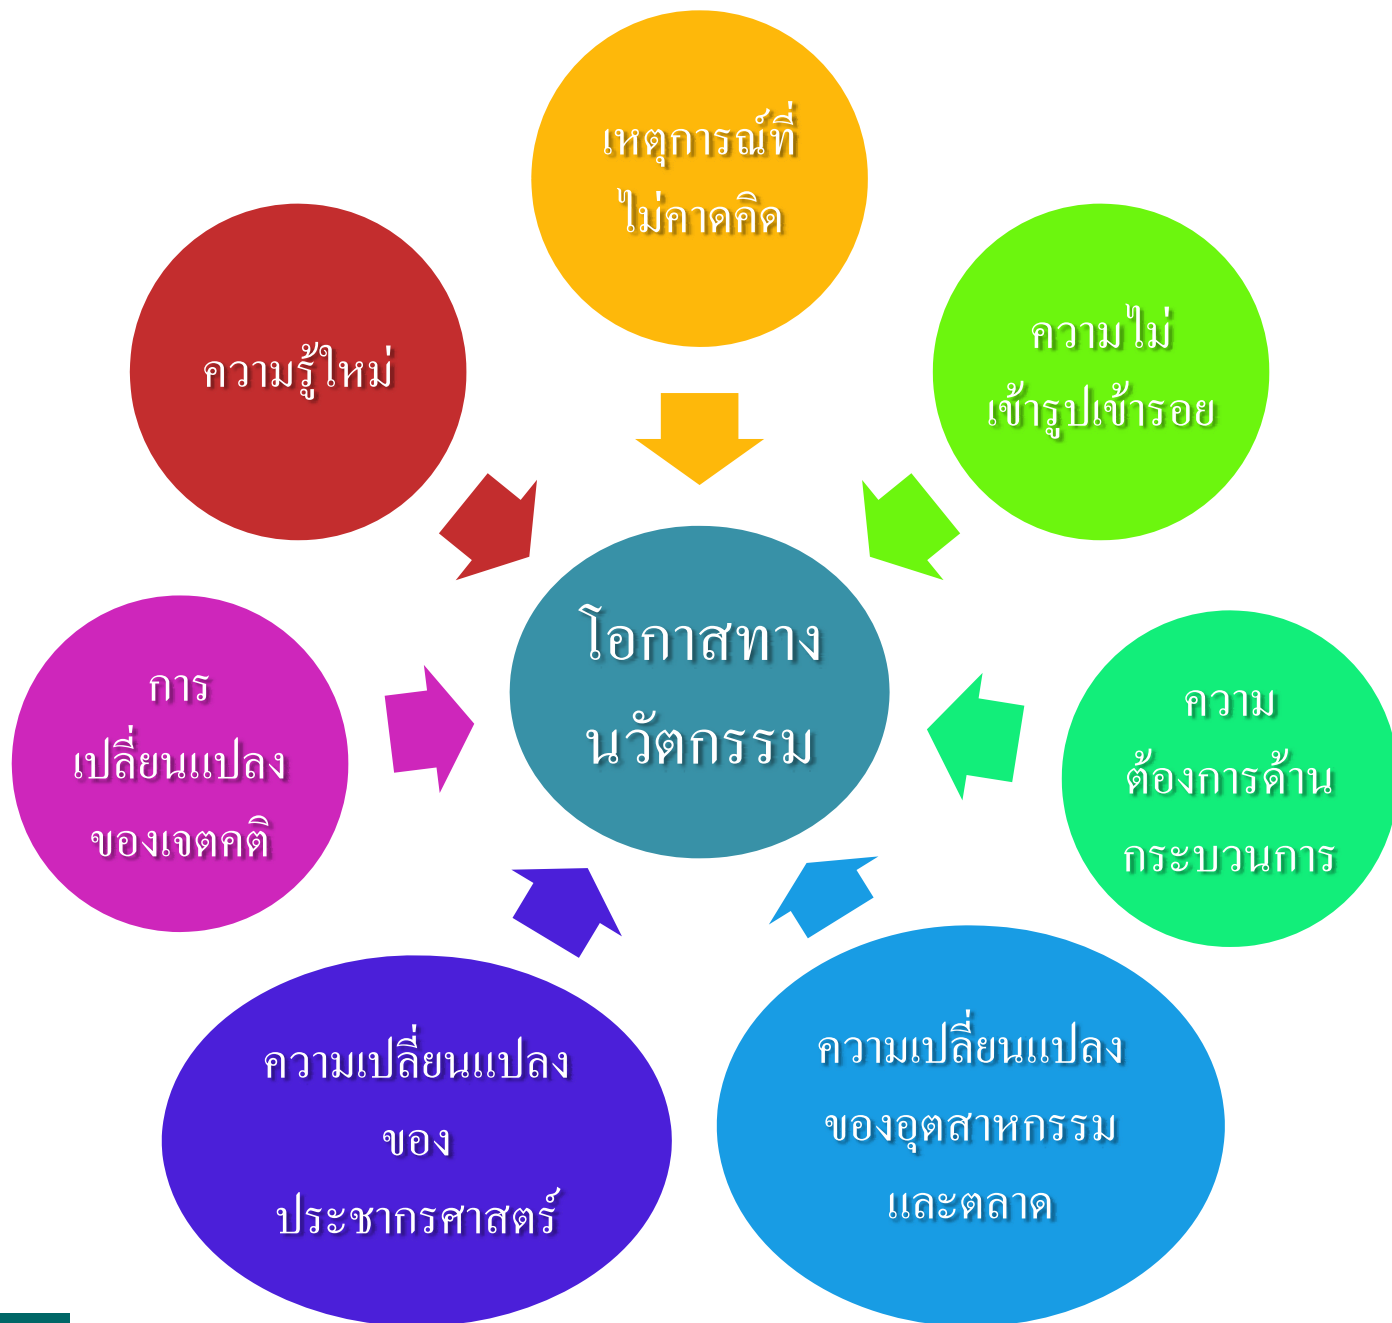 เหตุการณ์ที่
ไม่คาดคิด
ความไม่
เข้ารูปเข้ารอย
ความ
ต้องการด้าน
กระบวนการ
ความเปลี่ยนแปลง
ของอุตสาหกรรม
และตลาด
ความเปลี่ยนแปลง
ของ
ประชากรศาสตร์
การ
เปลี่ยนแปลง
ของเจตคติ
ความรู้ใหม่
โอกาสทาง
นวัตกรรม